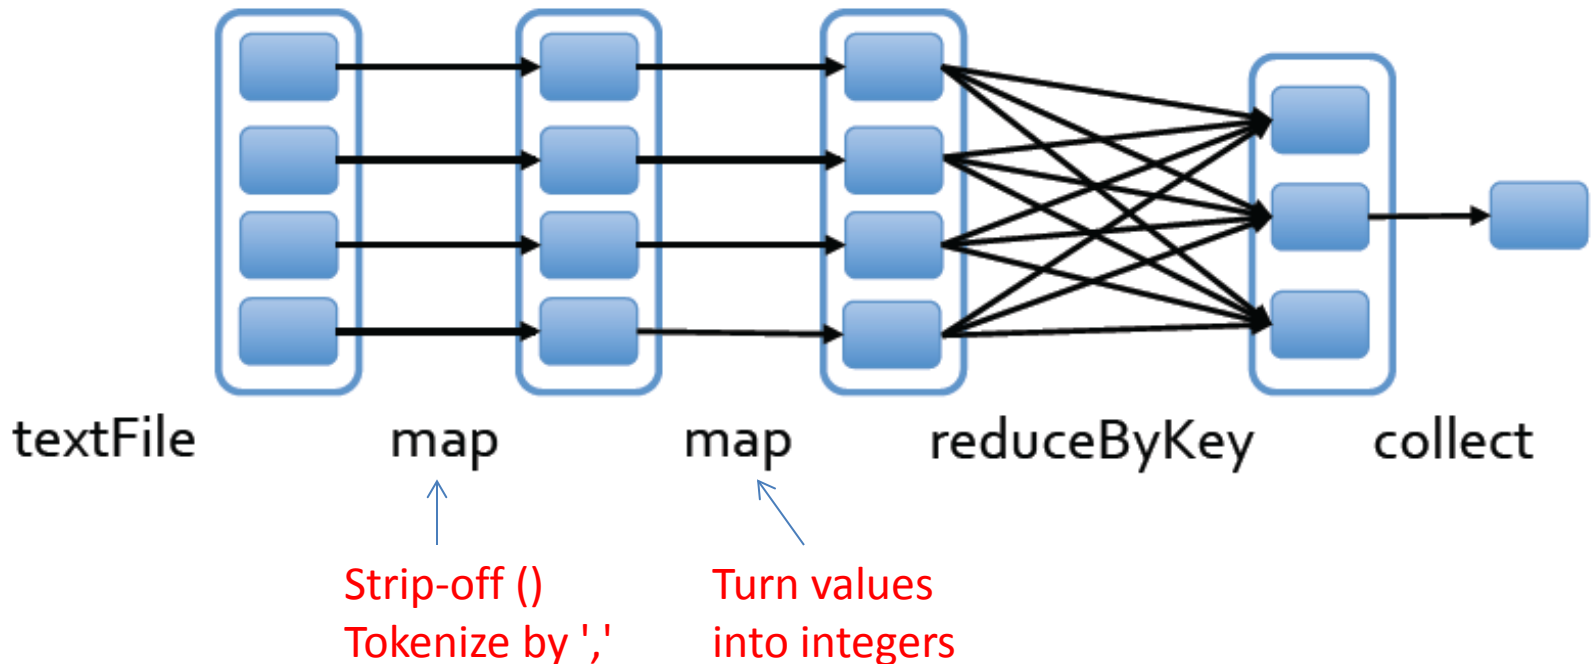 textFile
map
map
reduceByKey
collect
Strip-off ()
Tokenize by ','
Turn values
into integers